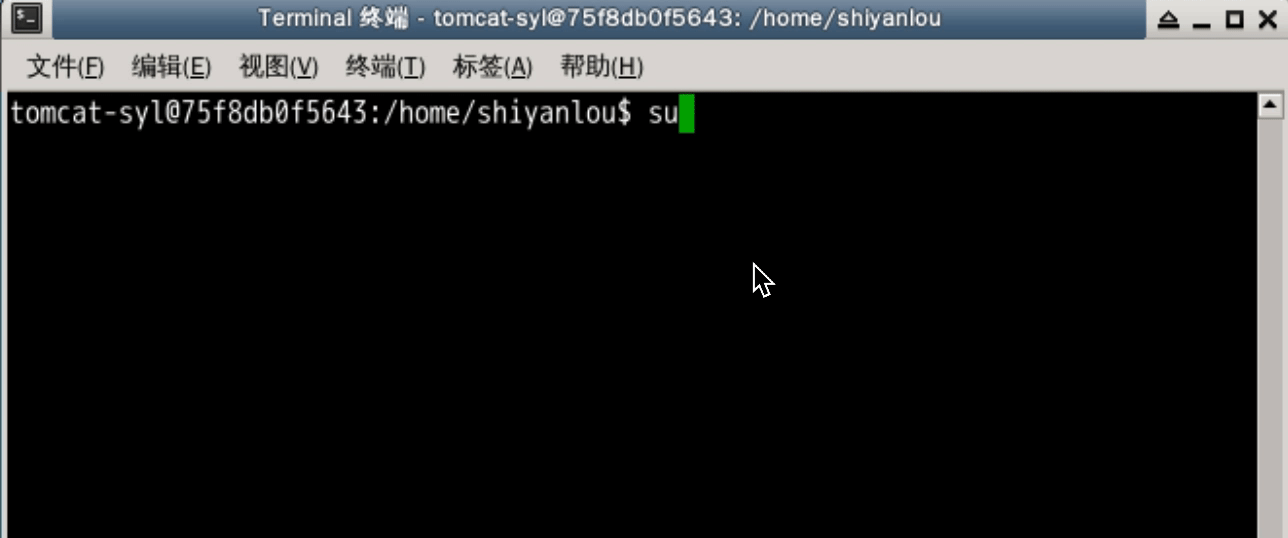 Terminal 终端 - tomcat-syl@75f8db0f5643: /home/shiyanlou
文件(F) 编辑(E) 视图(V) 终端(T) 标签(A) 帮助(H)
tomcat-syl@75f8db0f5643:/home/shiyanlou$ su